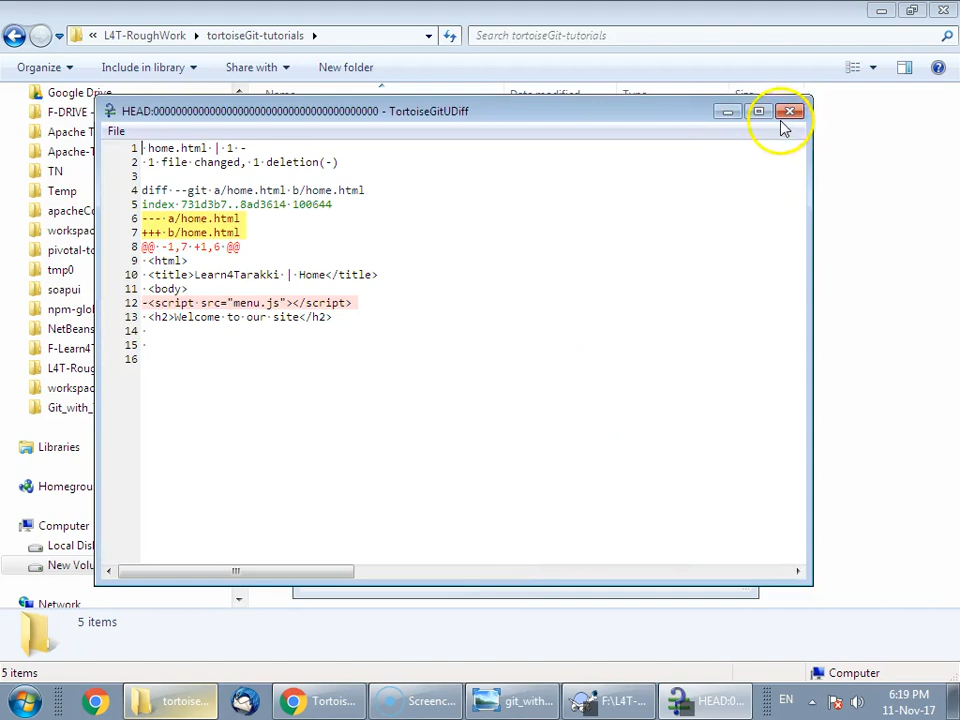 « L4T-RoughWork ▸ tortoiseGit-tutorials ▸
Search tortoiseGit-tutorials
Organize Include in library Share with New folder
Google Drive
F-DRIVE -
Apache T
Apache-T
TN
Temp
apacheCo
workspac
pivotal-to
tmp0
soapui
npm-glob
NetBeans
F-Learn4T
L4T-Rou
workspac
Git_with_
Libraries
Homegrou
Computer
Local Dis
New Volu
Network
HEAD:0000000000000000000000000000000000000000 - TortoiseGitUDiff
File
1 ·home.html·|·1·-
2 ·1·file·changed,·1·deletion(-)
3
4 diff·--git·a/home.html·b/home.html
5 index·731d3b7..8ad3614·100644
6 ---·a/home.html
7 +++·b/home.html
8 @@·-1,7·+1,6·@@
9 ·<html>
10 ·<title>Learn4Tarakki·|·Home</title>
11 ·<body>
12 -<script·src="menu.js"></script>
13 ·<h2>Welcome·to·our·site</h2>
14 ·
15 ·
16
5 items
5 items
Computer
tortoise...
Tortois...
Screenc...
git_with...
F:\L4T-...
HEAD:0...
EN
6:19 PM
11-Nov-17